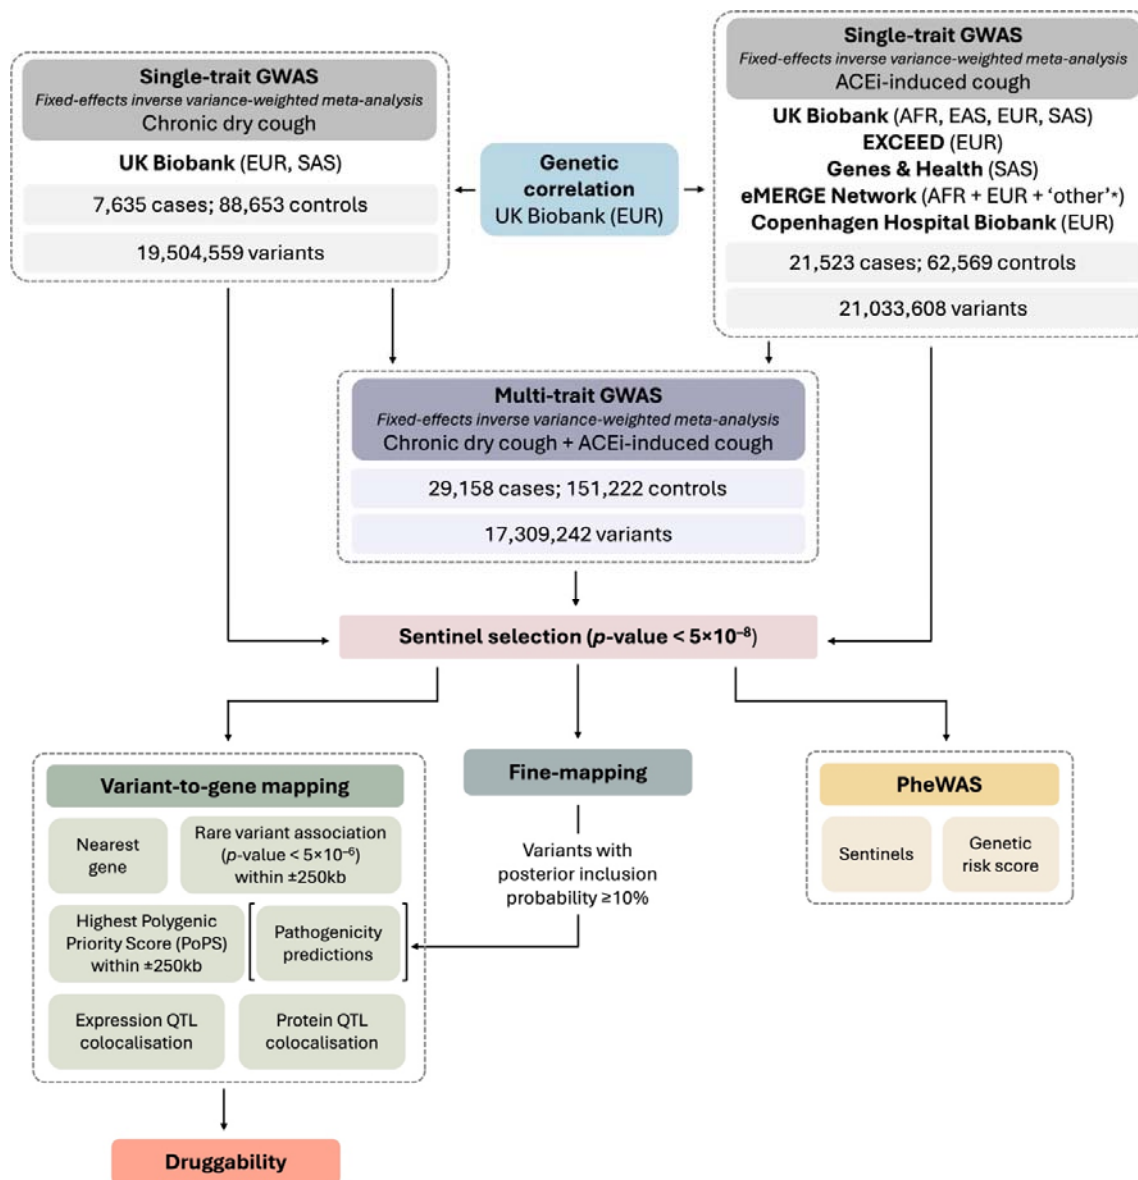 Single-trait GWAS
Fixed-effects inverse variance-weighted meta-analysis
Chronic dry cough
UK Biobank (EUR, SAS)
7,635 cases; 88,653 controls
19,504,559 variants
Genetic
correlation
UK Biobank (EUR)
Single-trait GWAS
Fixed-effects inverse variance-weighted meta-analysis
ACEi-induced cough
UK Biobank (AFR, EAS, EUR, SAS)
EXCEED (EUR)
Genes & Health (SAS)
eMERGE Network (AFR + EUR + ‘other’*)
Copenhagen Hospital Biobank (EUR)
21,523 cases; 62,569 controls
21,033,608 variants
Multi-trait GWAS
Fixed-effects inverse variance-weighted meta-analysis
Chronic dry cough + ACEi-induced cough
29,158 cases; 151,222 controls
17,309,242 variants
Sentinel selection (p-value < 5×10⁻⁸)
Variant-to-gene mapping
Nearest
gene
Rare variant association
(p-value < 5×10⁻⁶)
within ±250kb
Highest Polygenic
Priority Score (PoPS)
within ±250kb
Pathogenicity
predictions
Expression QTL
colocalisation
Protein QTL
colocalisation
Fine-mapping
Variants with
posterior inclusion
probability ≥10%
PheWAS
Sentinels
Genetic
risk score
Druggability